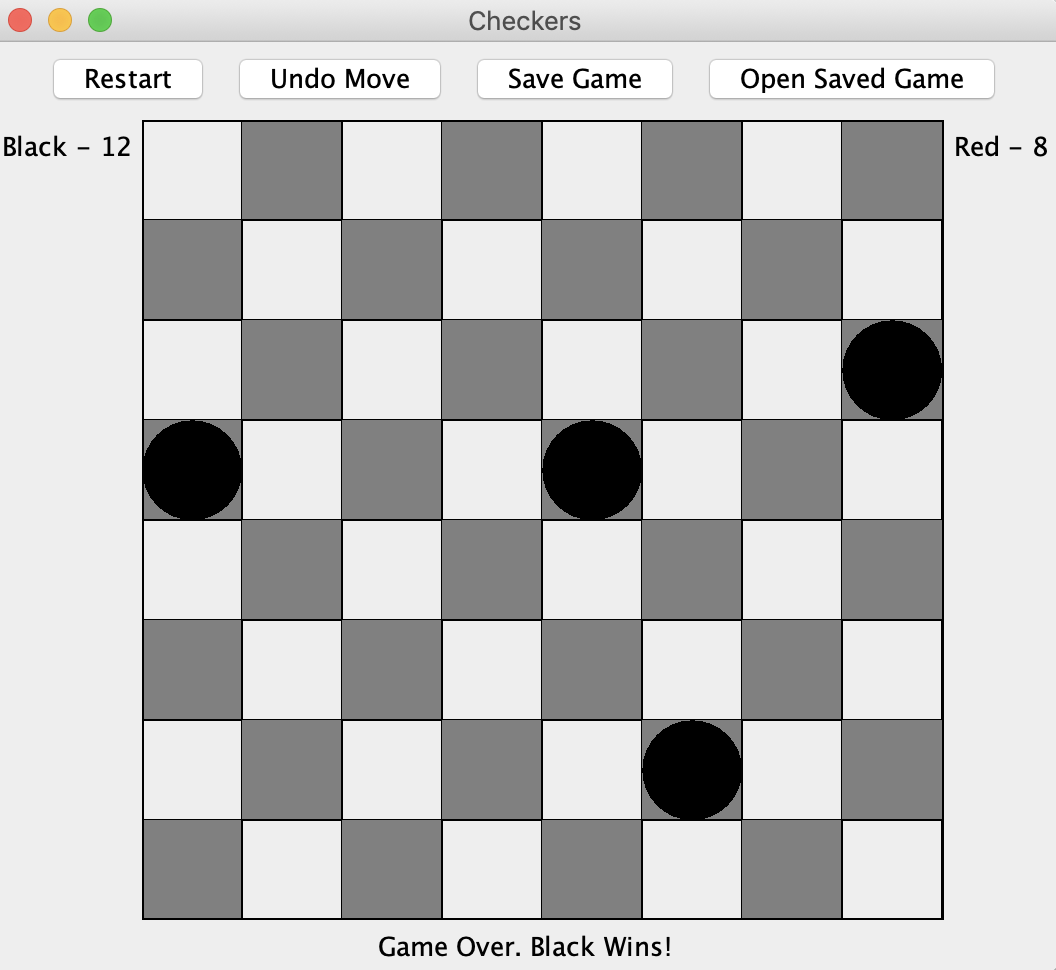 Checkers
Restart Undo Move Save Game Open Saved Game
Black - 12 Red - 8
Game Over. Black Wins!